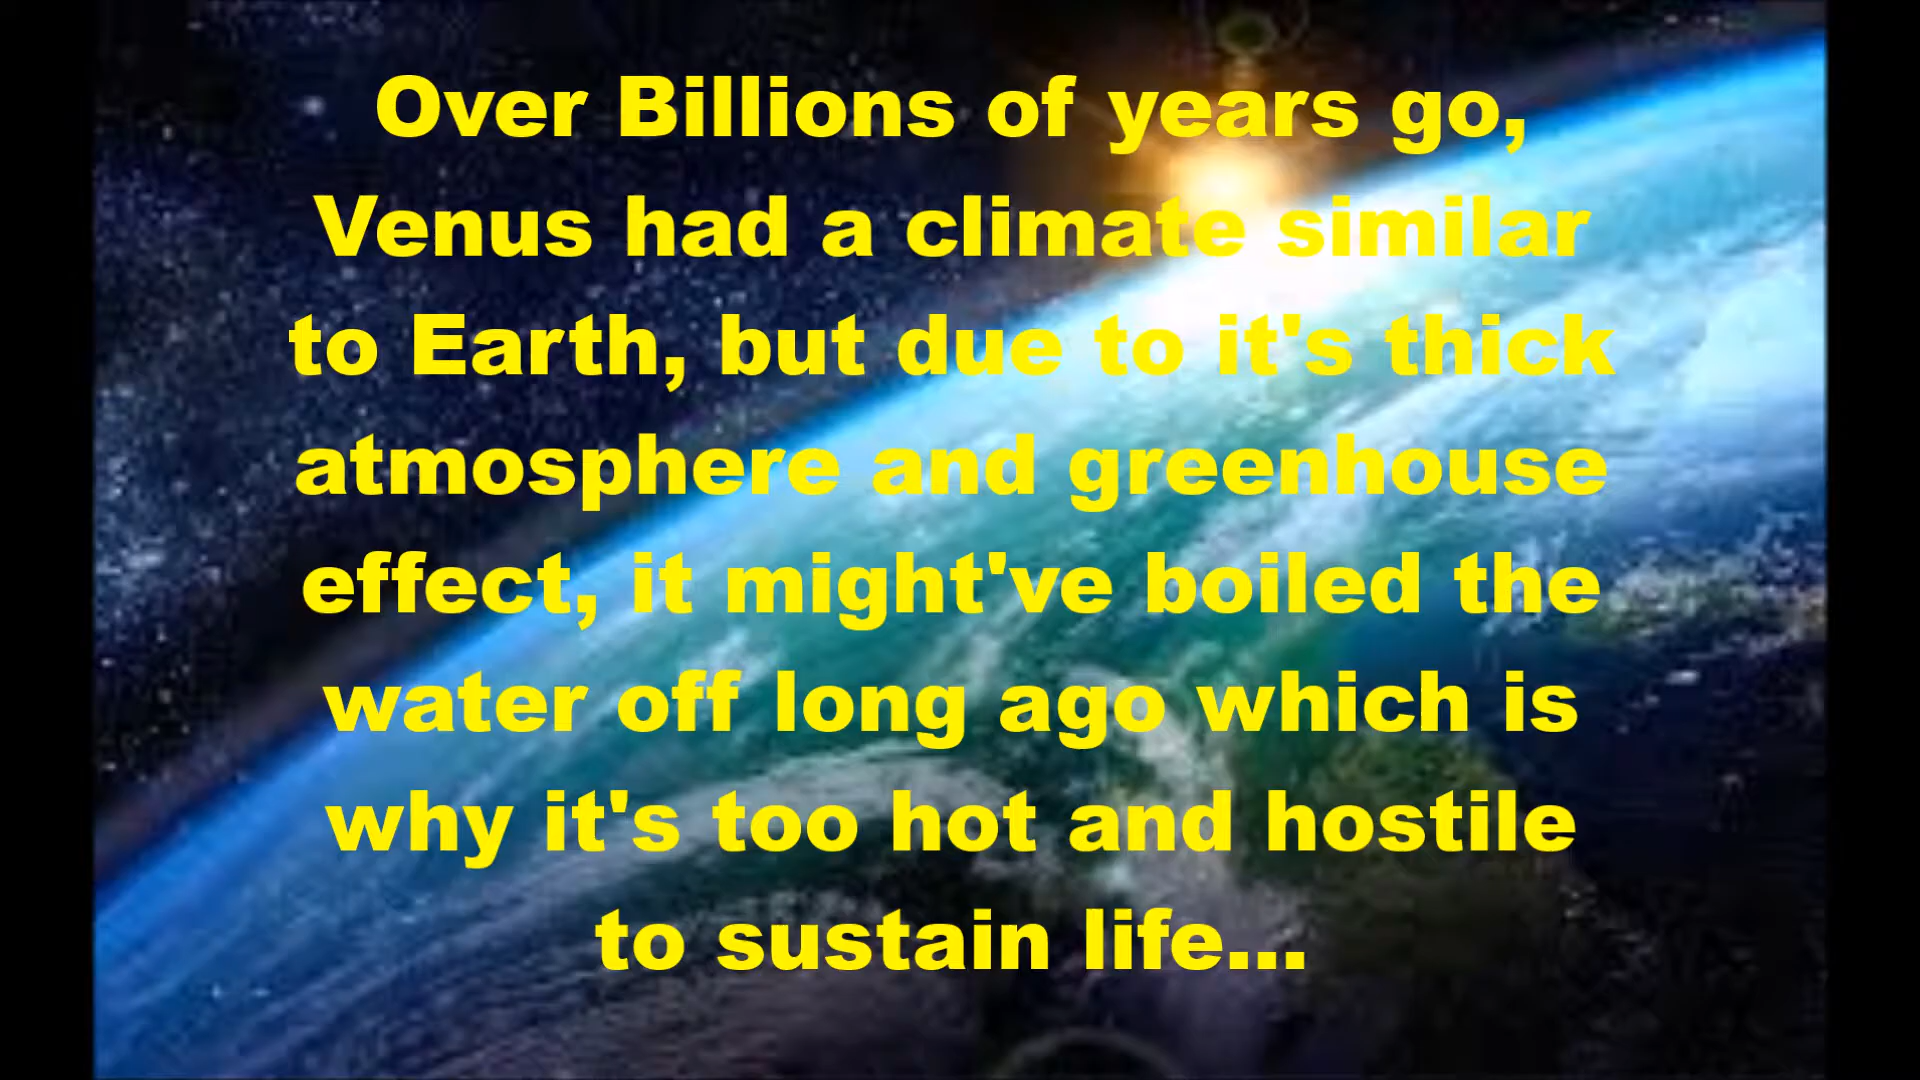 Over Billions of years go,
Venus had a climate similar
to Earth, but due to it's thick
atmosphere and greenhouse
effect, it might've boiled the
water off long ago which is
why it's too hot and hostile
to sustain life...